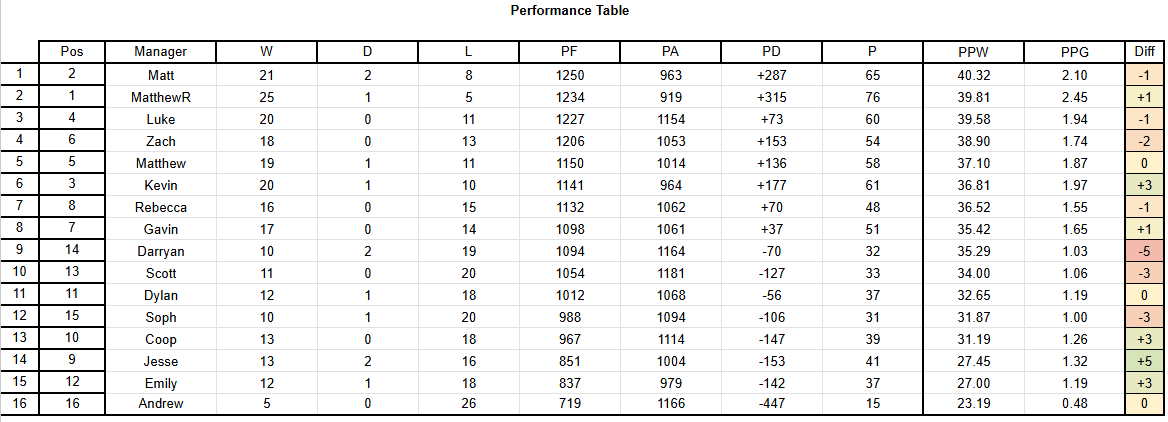 Performance Table
Pos Manager W D L PF PA PD P PPW PPG Diff
1 2 Matt 21 2 8 1250 963 +287 65 40.32 2.10 -1
2 1 MatthewR 25 1 5 1234 919 +315 76 39.81 2.45 +1
3 4 Luke 20 0 11 1227 1154 +73 60 39.58 1.94 -1
4 6 Zach 18 0 13 1206 1053 +153 54 38.90 1.74 -2
5 5 Matthew 19 1 11 1150 1014 +136 58 37.10 1.87 0
6 3 Kevin 20 1 10 1141 964 +177 61 36.81 1.97 +3
7 8 Rebecca 16 0 15 1132 1062 +70 48 36.52 1.55 -1
8 7 Gavin 17 0 14 1098 1061 +37 51 35.42 1.65 +1
9 14 Darryan 10 2 19 1094 1164 -70 32 35.29 1.03 -5
10 13 Scott 11 0 20 1054 1181 -127 33 34.00 1.06 -3
11 11 Dylan 12 1 18 1012 1068 -56 37 32.65 1.19 0
12 15 Soph 10 1 20 988 1094 -106 31 31.87 1.00 -3
13 10 Coop 13 0 18 967 1114 -147 39 31.19 1.26 +3
14 9 Jesse 13 2 16 851 1004 -153 41 27.45 1.32 +5
15 12 Emily 12 1 18 837 979 -142 37 27.00 1.19 +3
16 16 Andrew 5 0 26 719 1166 -447 15 23.19 0.48 0